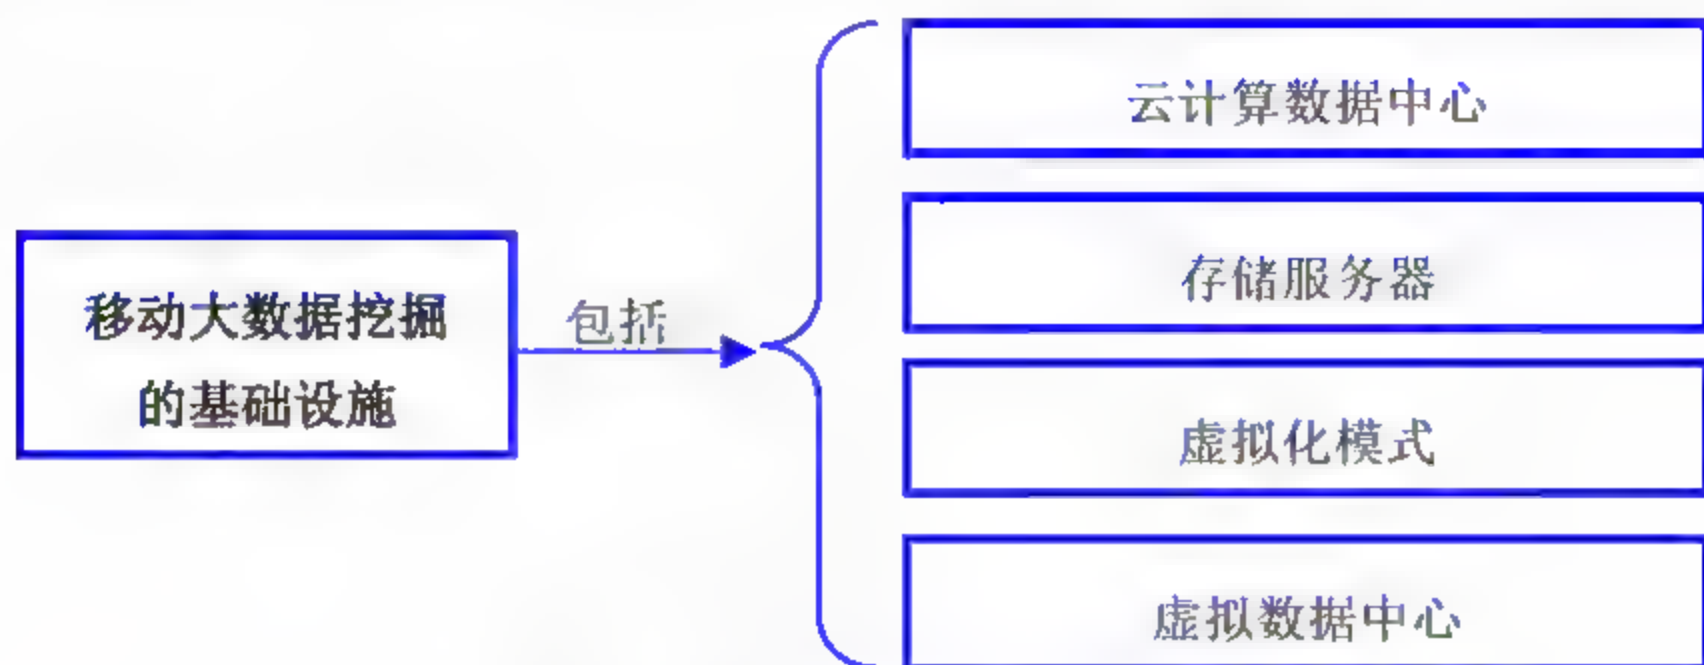 移动大数据挖掘
的基础设施
包括
云计算数据中心
存储服务器
虚拟化模式
虚拟数据中心